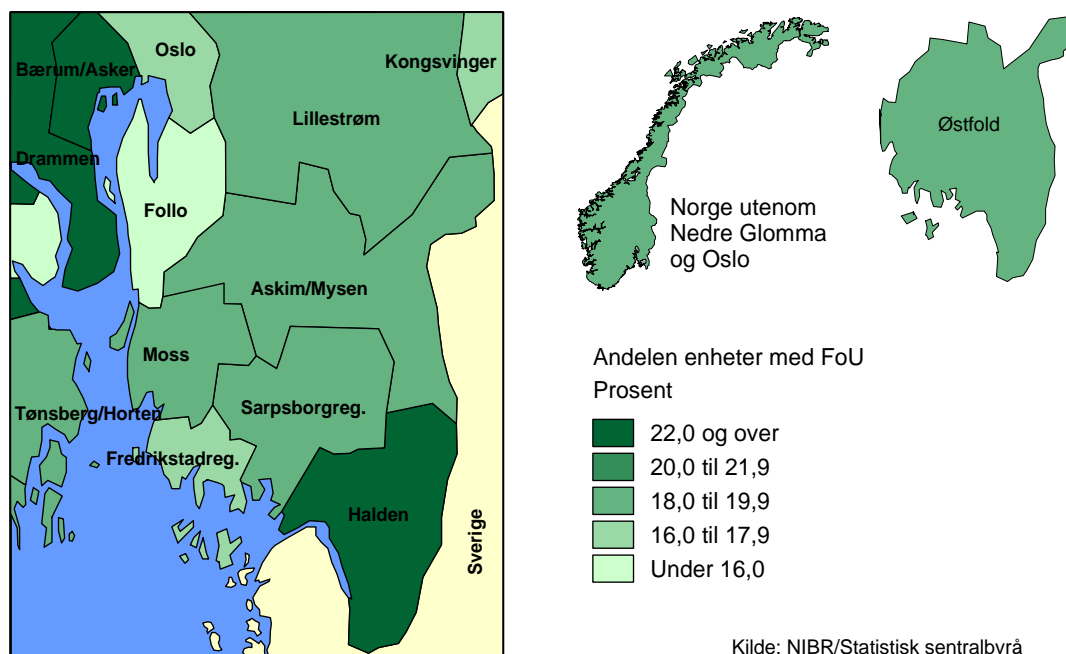 Oslo
Bærum/Asker
Kongsvinger
Lillestrøm
Drammen
Follo
Askim/Mysen
Moss
Tønsberg/Horten
Sarpsborgreg.
Fredrikstadreg.
Halden
Sverige
Østfold
Norge utenom
Nedre Glomma
og Oslo
Andelen enheter med FoU
Prosent
22,0 og over
20,0 til 21,9
18,0 til 19,9
16,0 til 17,9
Under 16,0
Kilde: NIBR/Statistisk sentralbyrå